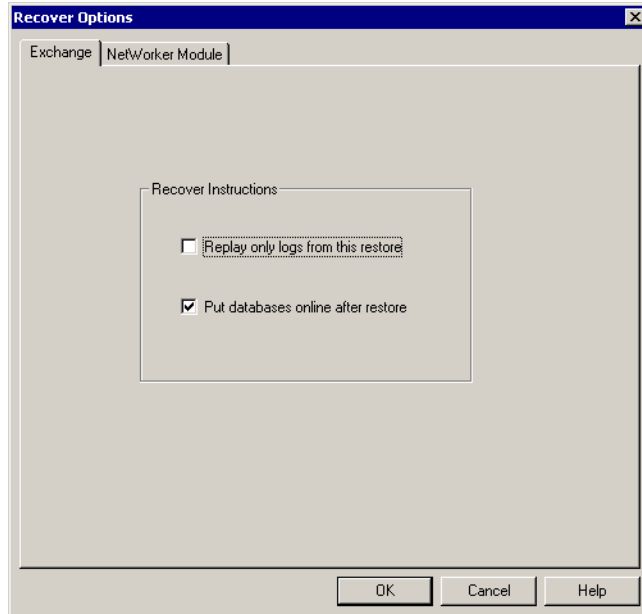 Recover Options
Exchange NetWorker Module
Recover Instructions
Replay only logs from this restore
Put databases online after restore
OK Cancel Help